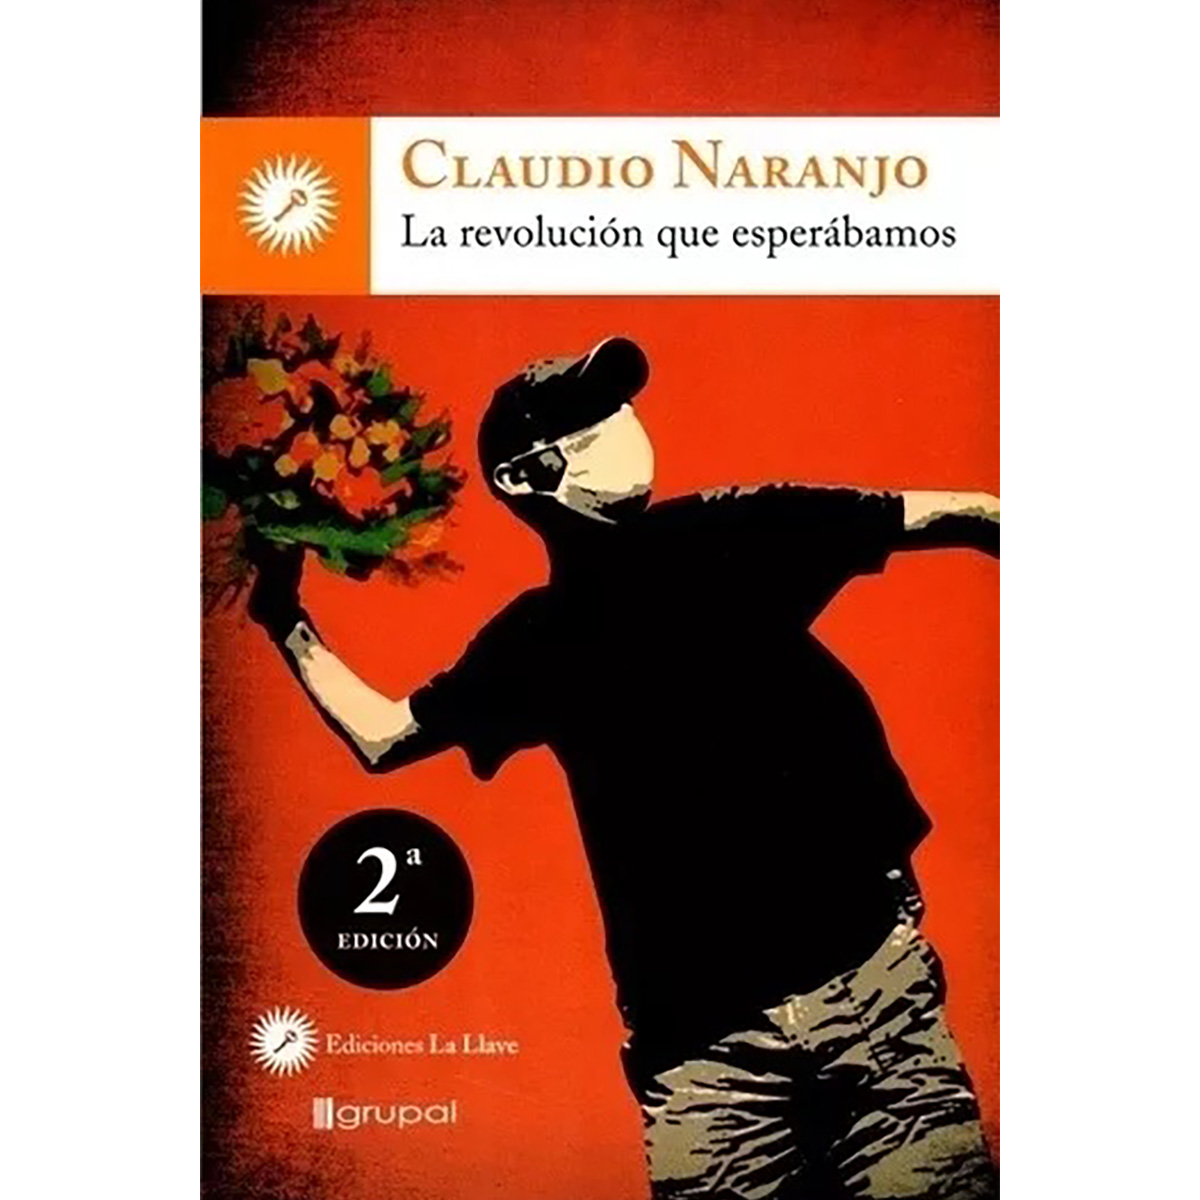 CLAUDIO NARANJO
La revolución que esperábamos
2ª
EDICIÓN
Ediciones La Llave
grupal